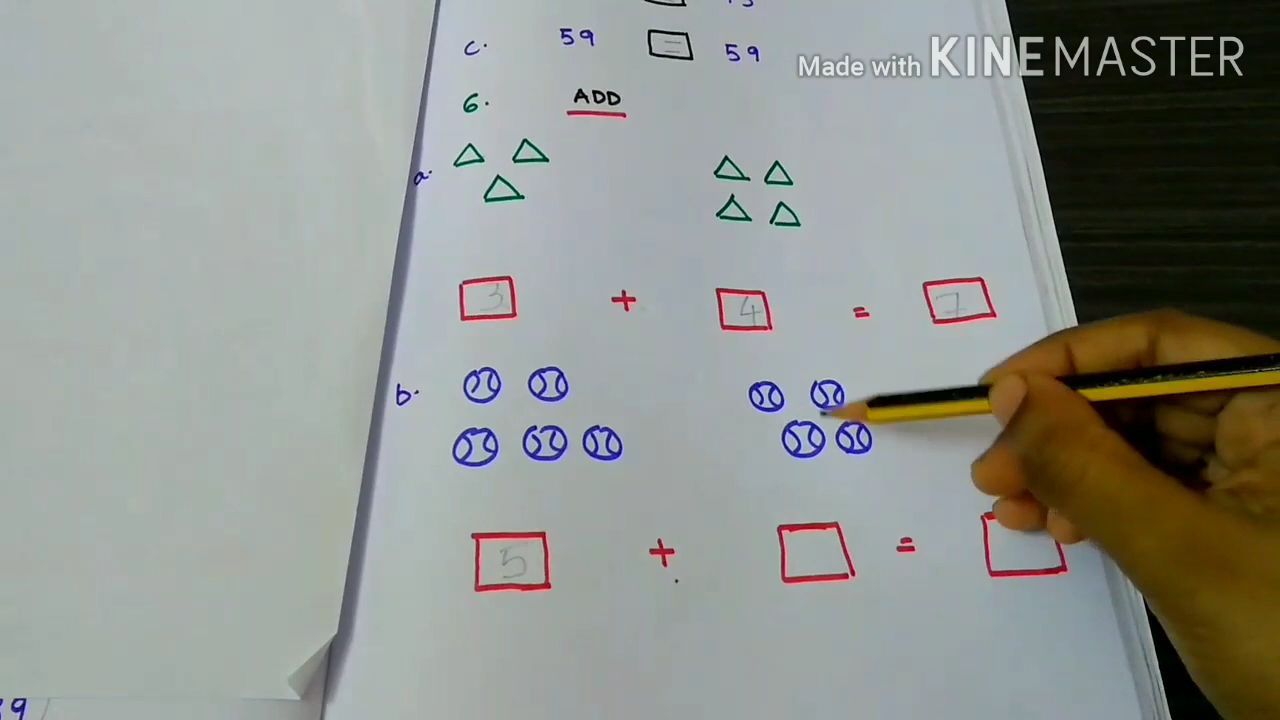 Made with KINEMASTER
c. 59 = 59
6. ADD
a.
3 + 4 = 7
b.
5 + =